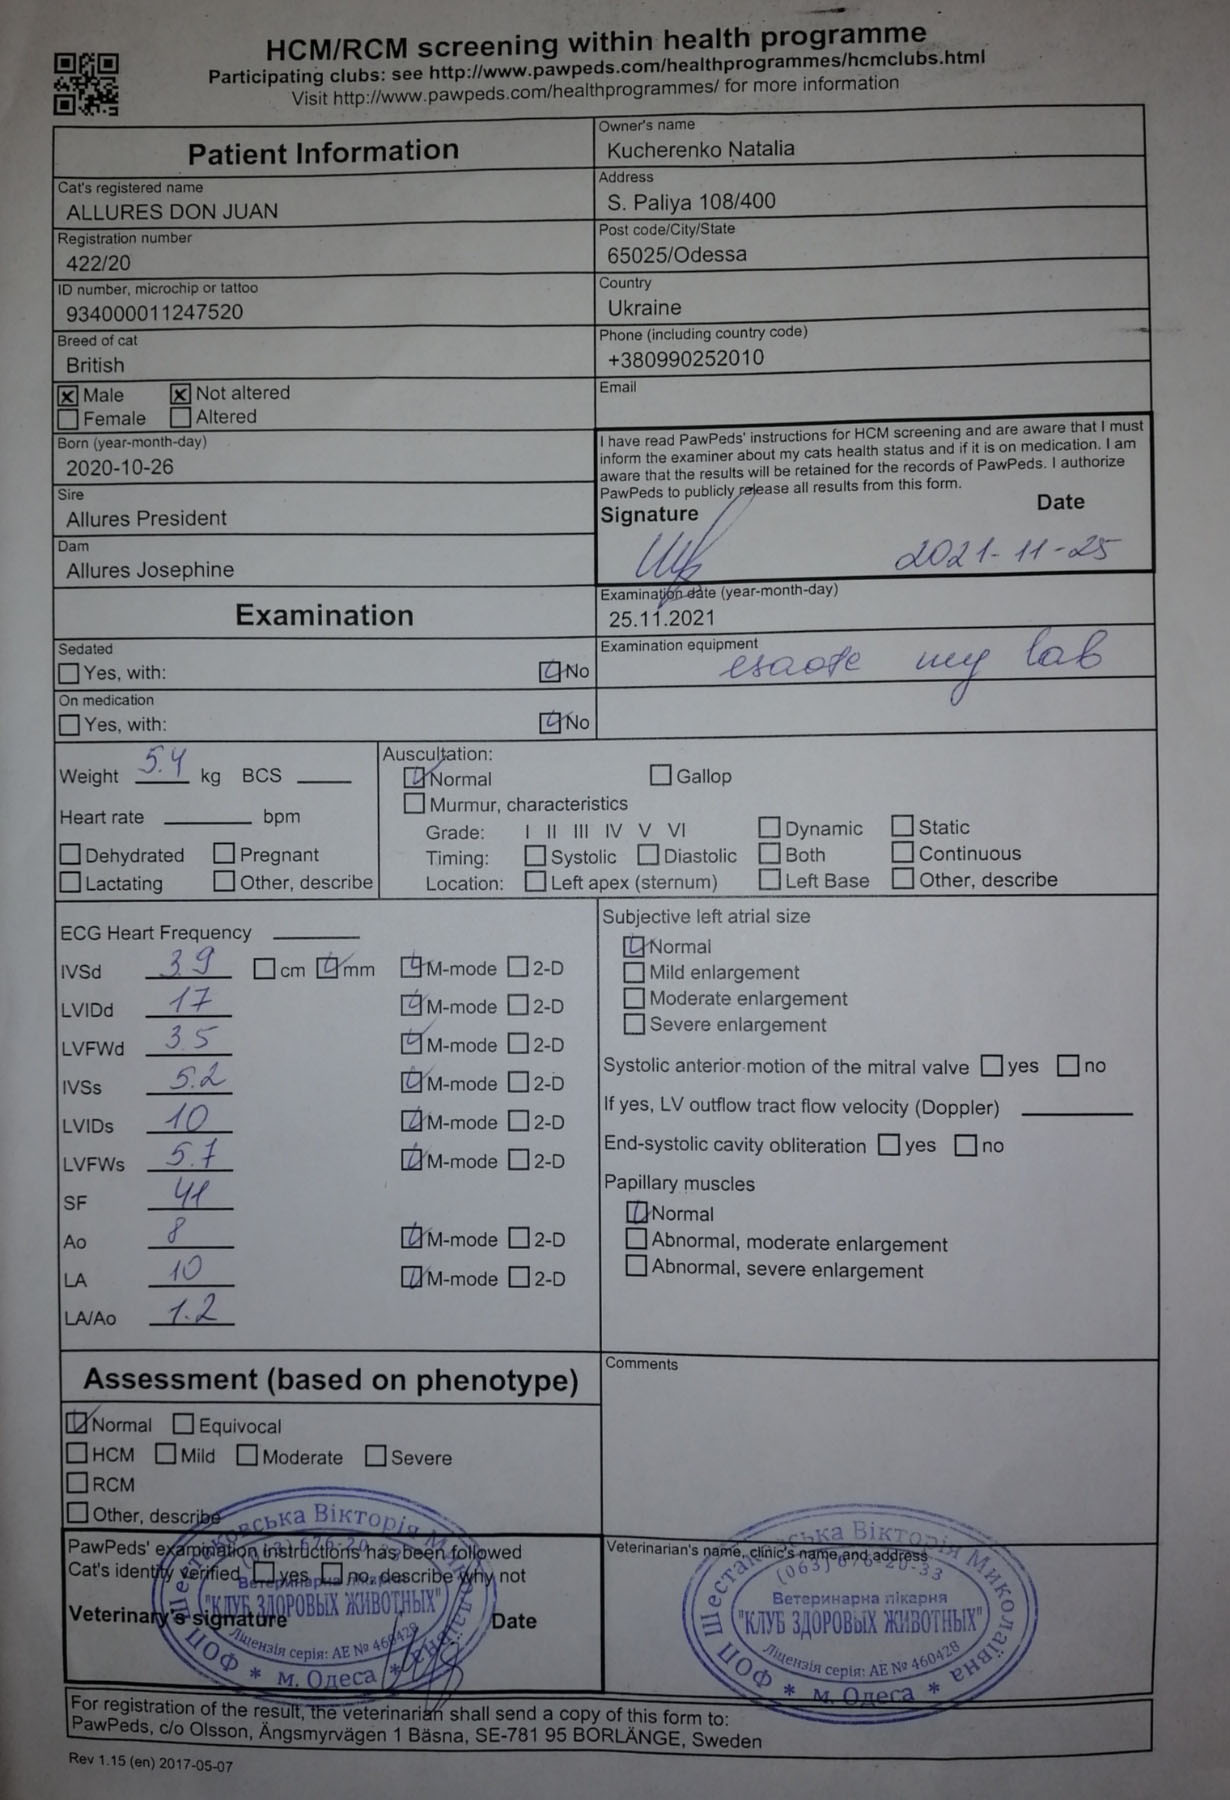 HCM/RCM screening within health programme
Participating clubs: see http://www.pawpeds.com/healthprogrammes/hcmclubs.html
Visit http://www.pawpeds.com/healthprogrammes/ for more information
Patient Information
Owner's name
Kucherenko Natalia
Cat's registered name
ALLURES DON JUAN
Address
S. Paliya 108/400
Registration number
422/20
Post code/City/State
65025/Odessa
ID number, microchip or tattoo
934000011247520
Country
Ukraine
Breed of cat
British
Phone (including country code)
+380990252010
Male Not altered
Female Altered
Email
Born (year-month-day)
2020-10-26
Sire
Allures President
Dam
Allures Josephine
I have read PawPeds' instructions for HCM screening and are aware that I must
inform the examiner about my cats health status and if it is on medication. I am
aware that the results will be retained for the records of PawPeds. I authorize
PawPeds to publicly release all results from this form.
Signature Date
2021-11-25
Examination
Examination date (year-month-day)
25.11.2021
Sedated
Yes, with: No
Examination equipment
esaote my lab
On medication
Yes, with: No
Weight 5.4 kg BCS
Heart rate bpm
Dehydrated Pregnant
Lactating Other, describe
Auscultation:
Normal Gallop
Murmur, characteristics
Grade: I II III IV V VI Dynamic Static
Timing: Systolic Diastolic Both Continuous
Location: Left apex (sternum) Left Base Other, describe
ECG Heart Frequency
IVSd 3.9 cm mm M-mode 2-D
LVIDd 17 M-mode 2-D
LVFWd 3.5 M-mode 2-D
IVSs 5.2 M-mode 2-D
LVIDs 10 M-mode 2-D
LVFWs 5.7 M-mode 2-D
SF 41
Ao 8 M-mode 2-D
LA 10 M-mode 2-D
LA/Ao 1.2
Subjective left atrial size
Normal
Mild enlargement
Moderate enlargement
Severe enlargement
Systolic anterior motion of the mitral valve yes no
If yes, LV outflow tract flow velocity (Doppler)
End-systolic cavity obliteration yes no
Papillary muscles
Normal
Abnormal, moderate enlargement
Abnormal, severe enlargement
Assessment (based on phenotype)
Normal Equivocal
HCM Mild Moderate Severe
RCM
Other, describe
Comments
PawPeds' examination instructions has been followed
Cat's identity verified yes no, describe why not
Veterinary's signature Date
Ветеринарна
"КЛУБ ЗДОРОВЫХ ЖИВОТНЫХ"
Ліцензія серія: АЕ № 460428
ФОП
* м. Одеса *
Veterinarian's name, clinic's name and address
ФОП Вікторія Миколаївна
Ветеринарна лікарня
"КЛУБ ЗДОРОВЫХ ЖИВОТНЫХ"
Ліцензія серія: АЕ № 460428
* м. Одеса *
For registration of the result, the veterinarian shall send a copy of this form to:
PawPeds, c/o Olsson, Ängsmyrvägen 1 Bäsna, SE-781 95 BORLÄNGE, Sweden
Rev 1.15 (en) 2017-05-07